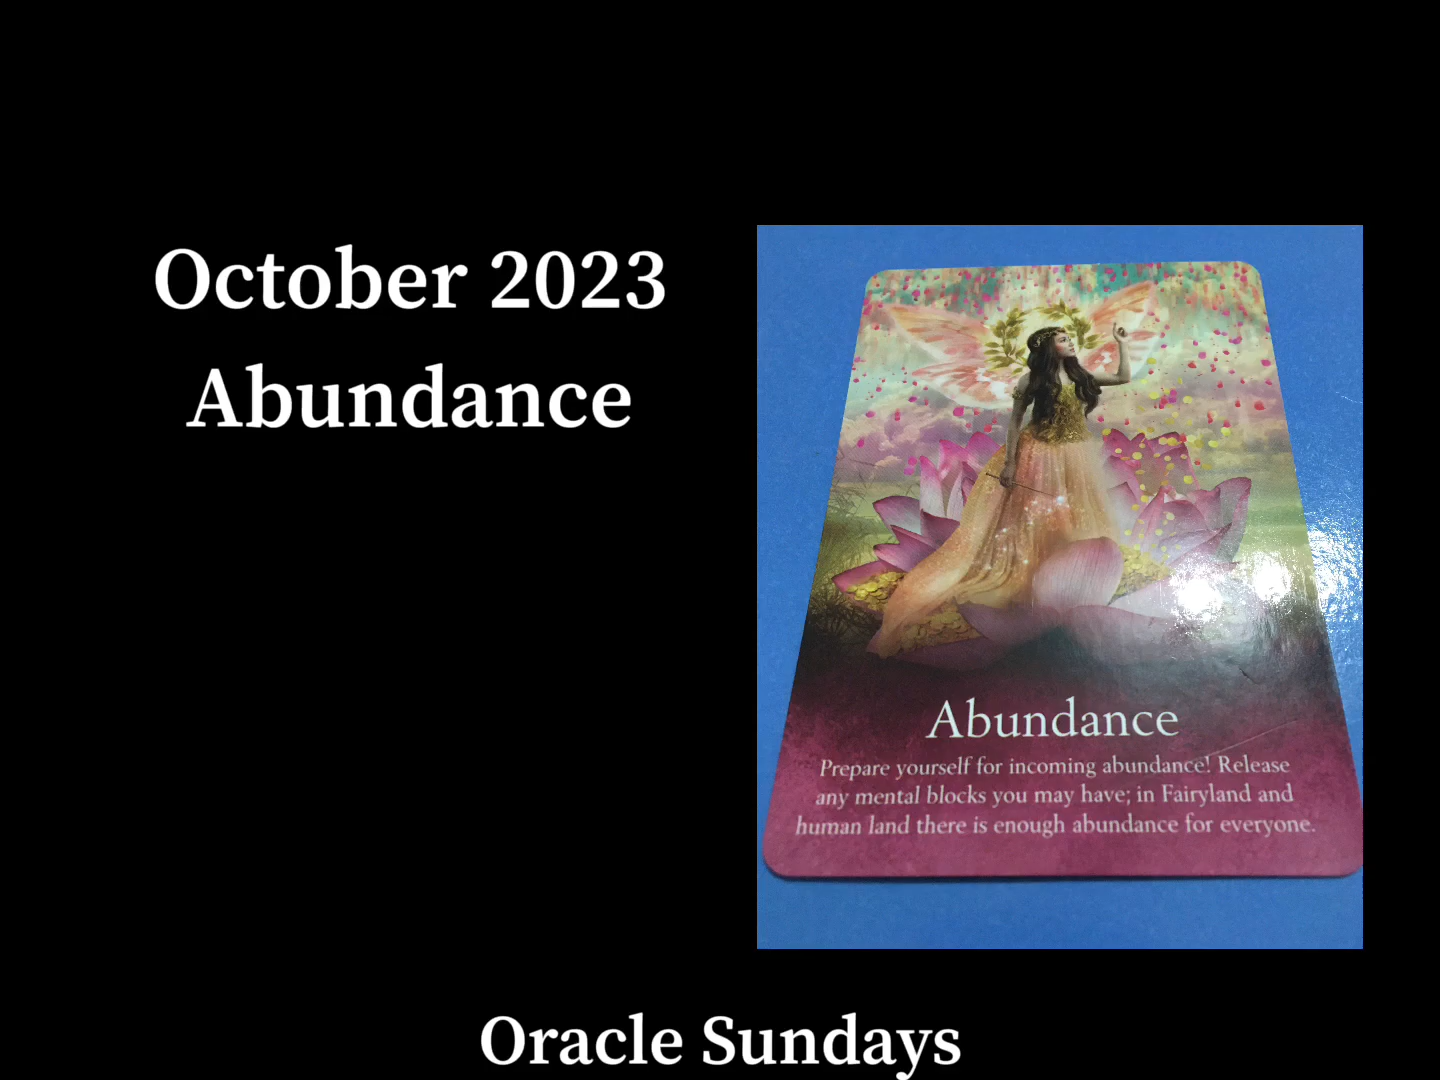 October 2023
Abundance
Abundance
Prepare yourself for incoming abundance! Release
any mental blocks you may have; in Fairyland and
human land there is enough abundance for everyone.
Oracle Sundays